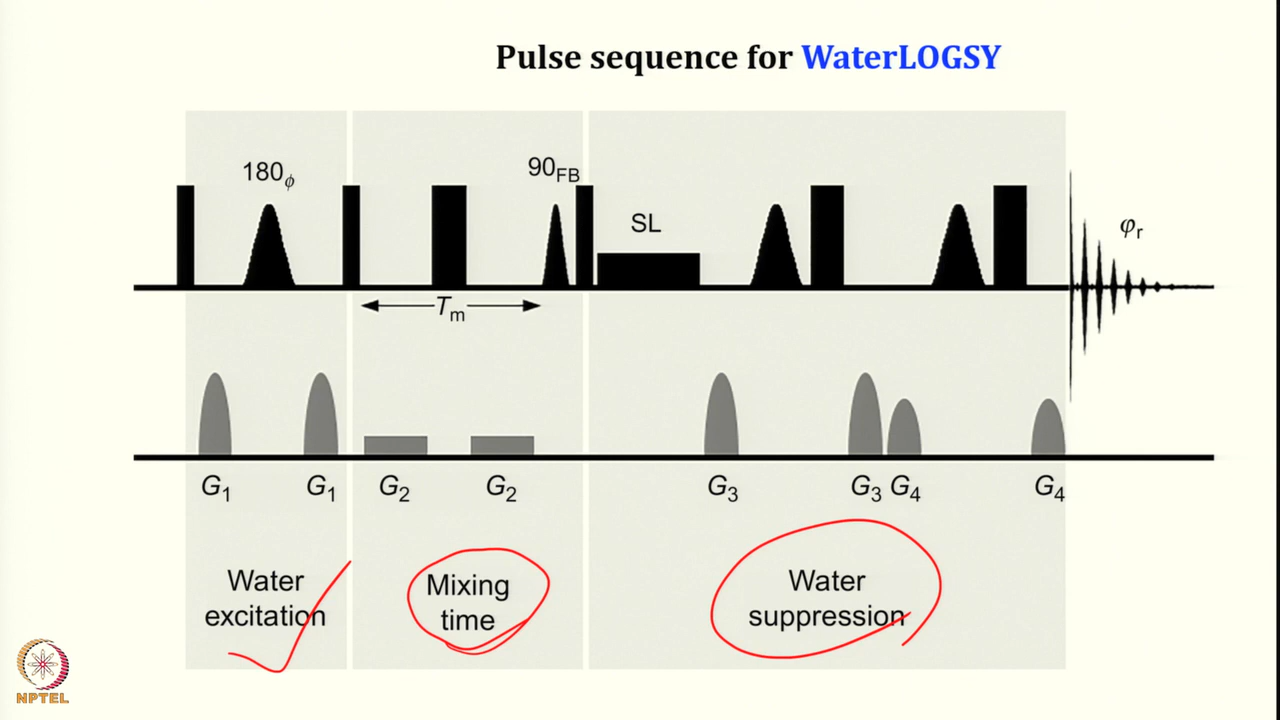 Pulse sequence for WaterLOGSY
180ϕ
90FB
SL
φr
Tm
G1 G1 G2 G2 G3 G3 G4 G4
Water
excitation
Mixing
time
Water
suppression
NPTEL